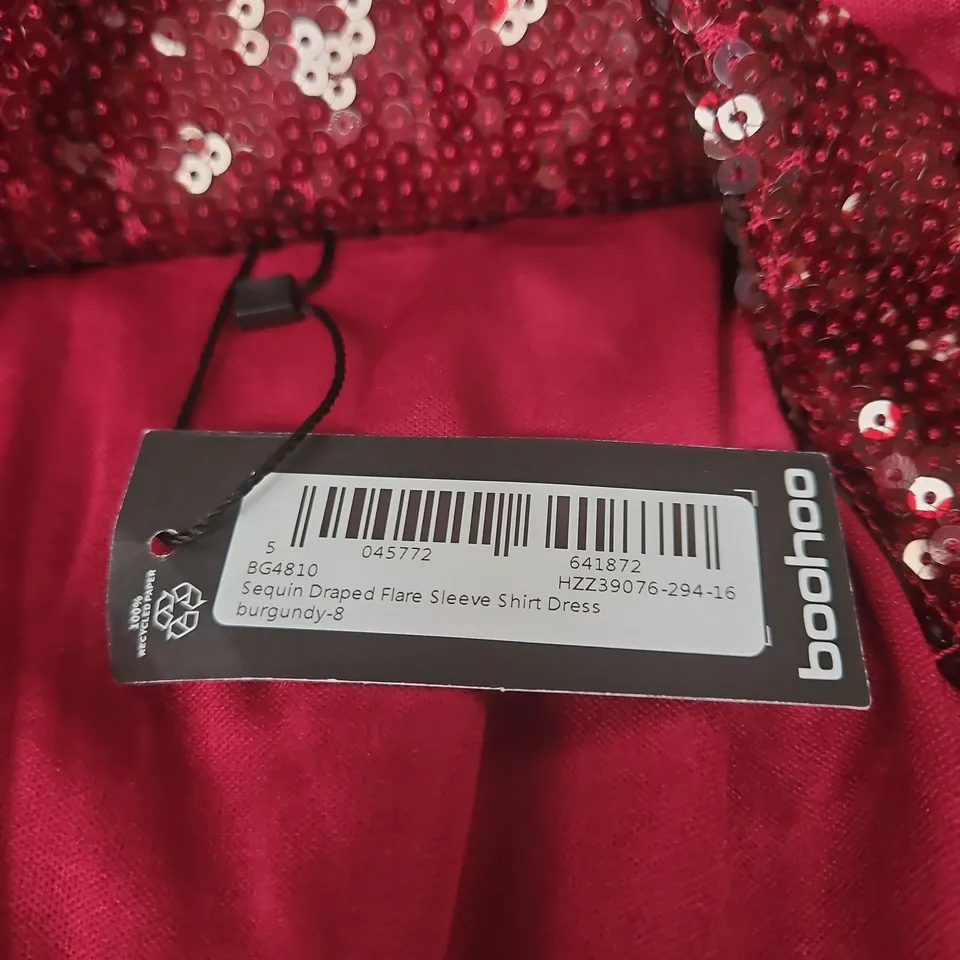 5 045772 641872
BG4810 HZZ39076-294-16
Sequin Draped Flare Sleeve Shirt Dress
burgundy-8
boohoo
100%
RECYCLED PAPER